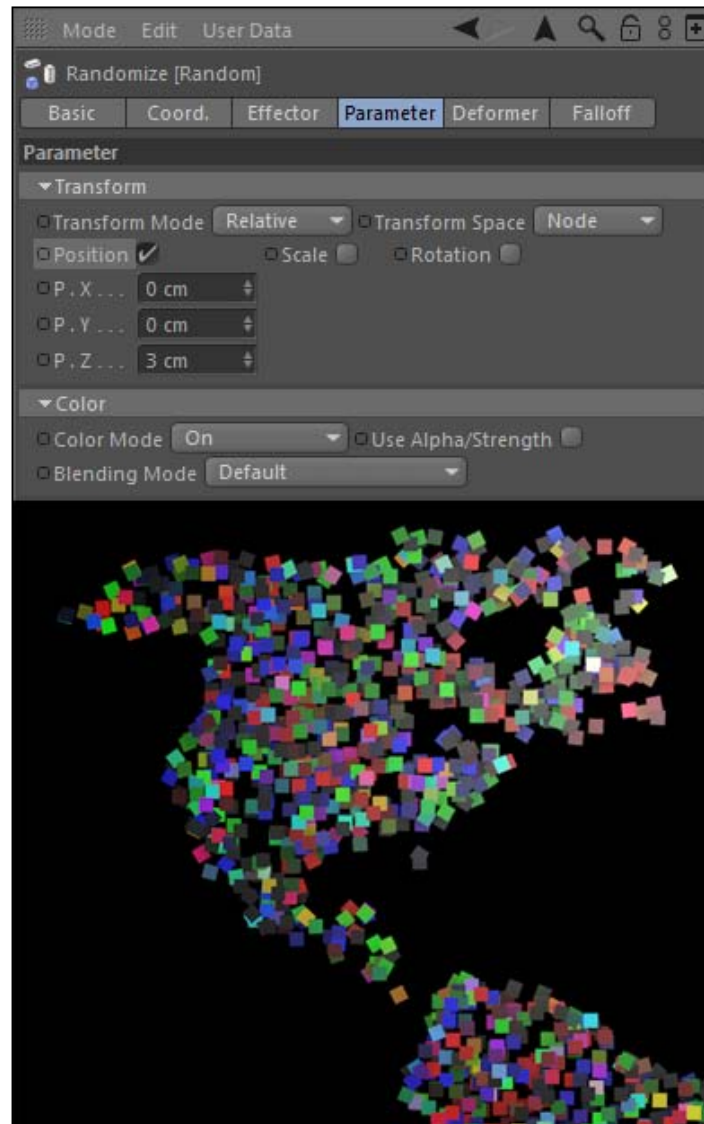 Mode Edit User Data
Randomize [Random]
Basic Coord. Effector Parameter Deformer Falloff
Parameter
Transform
Transform Mode Relative Transform Space Node
Position Scale Rotation
P . X . . . 0 cm
P . Y . . . 0 cm
P . Z . . . 3 cm
Color
Color Mode On Use Alpha/Strength
Blending Mode Default